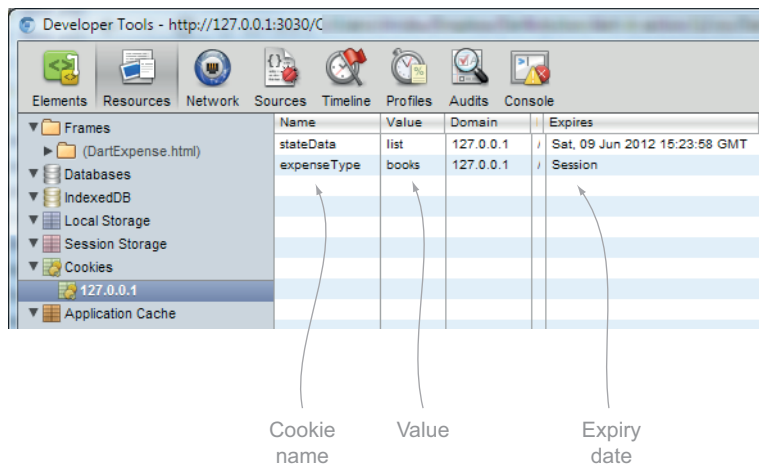 Developer Tools - http://127.0.0.1:3030/
Elements Resources Network Sources Timeline Profiles Audits Console
Frames
(DartExpense.html)
Databases
IndexedDB
Local Storage
Session Storage
Cookies
127.0.0.1
Application Cache
Name Value Domain Expires
stateData list 127.0.0.1 / Sat, 09 Jun 2012 15:23:58 GMT
expenseType books 127.0.0.1 / Session
Cookie
name
Value
Expiry
date